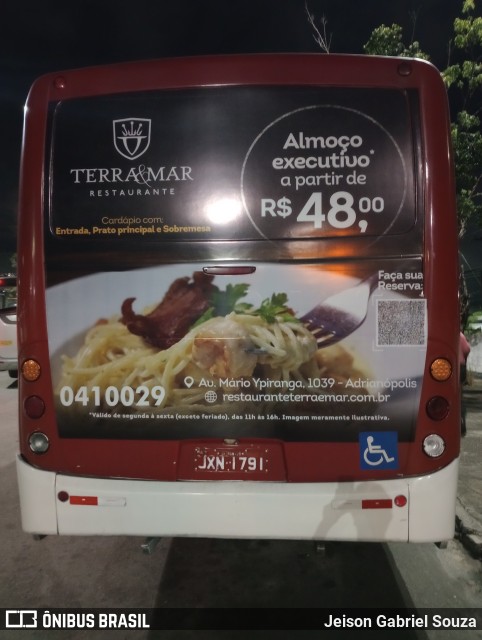 TERRA&MAR
RESTAURANTE
Almoço
executivo*
a partir de
R$ 48,00
Cardápio com:
Entrada, Prato principal e Sobremesa
Faça sua
Reserva:
0410029
Av. Mário Ypiranga, 1039 - Adrianópolis
restauranteterraemar.com.br
*Válido de segunda à sexta (exceto feriado), das 11h às 16h. Imagem meramente ilustrativa.
JXN 1791
ÔNIBUS BRASIL
Jeison Gabriel Souza